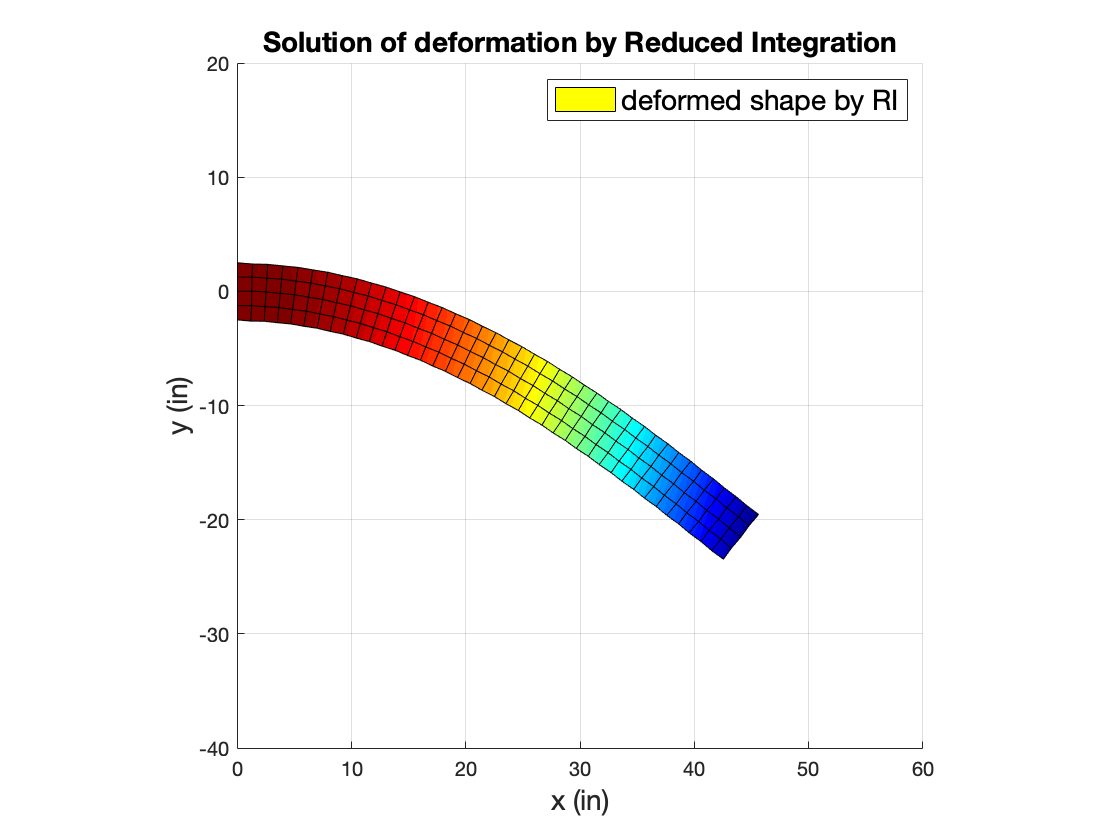 Solution of deformation by Reduced Integration
deformed shape by RI
20
10
0
-10
-20
-30
-40
y (in)
0 10 20 30 40 50 60
x (in)